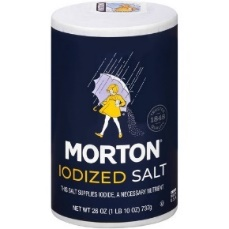 MORTON®
IODIZED SALT
THIS SALT SUPPLIES IODIDE, A NECESSARY NUTRIENT
NET WT 26 OZ (1 LB 10 OZ) 737g